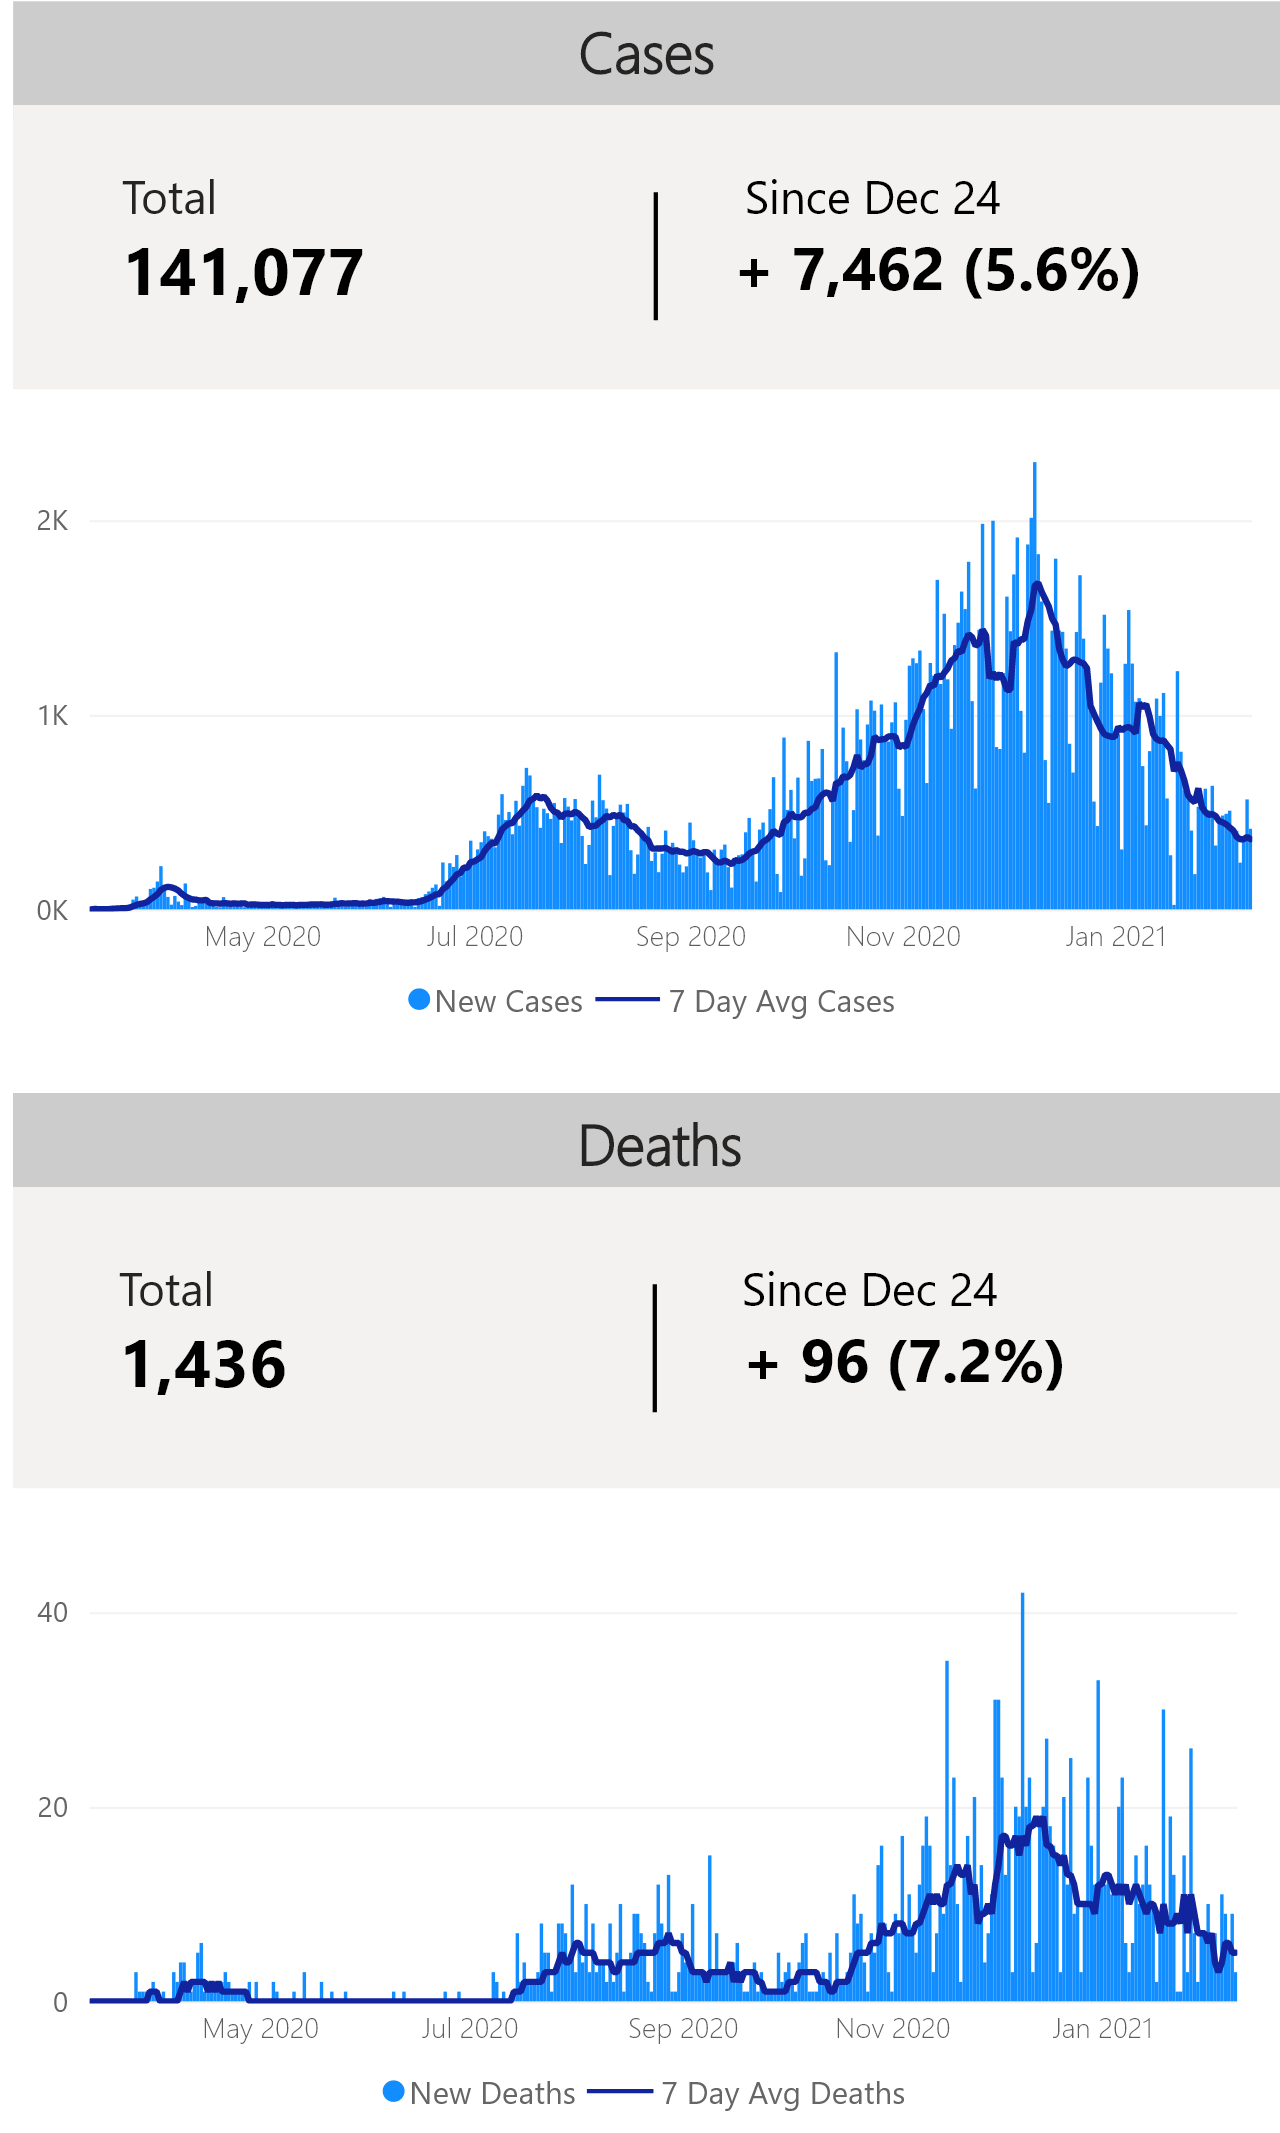 Cases
Total
Since Dec 24
141,077
+ 7,462 (5.6%)
2K
1K
0K
May 2020
Jul 2020
Sep 2020
Nov 2020
Jan 2021
New Cases
7 Day Avg Cases
Deaths
Total
Since Dec 24
1,436
+ 96 (7.2%)
40
20
0
May 2020
Jul 2020
Sep 2020
Nov 2020
Jan 2021
New Deaths
7 Day Avg Deaths